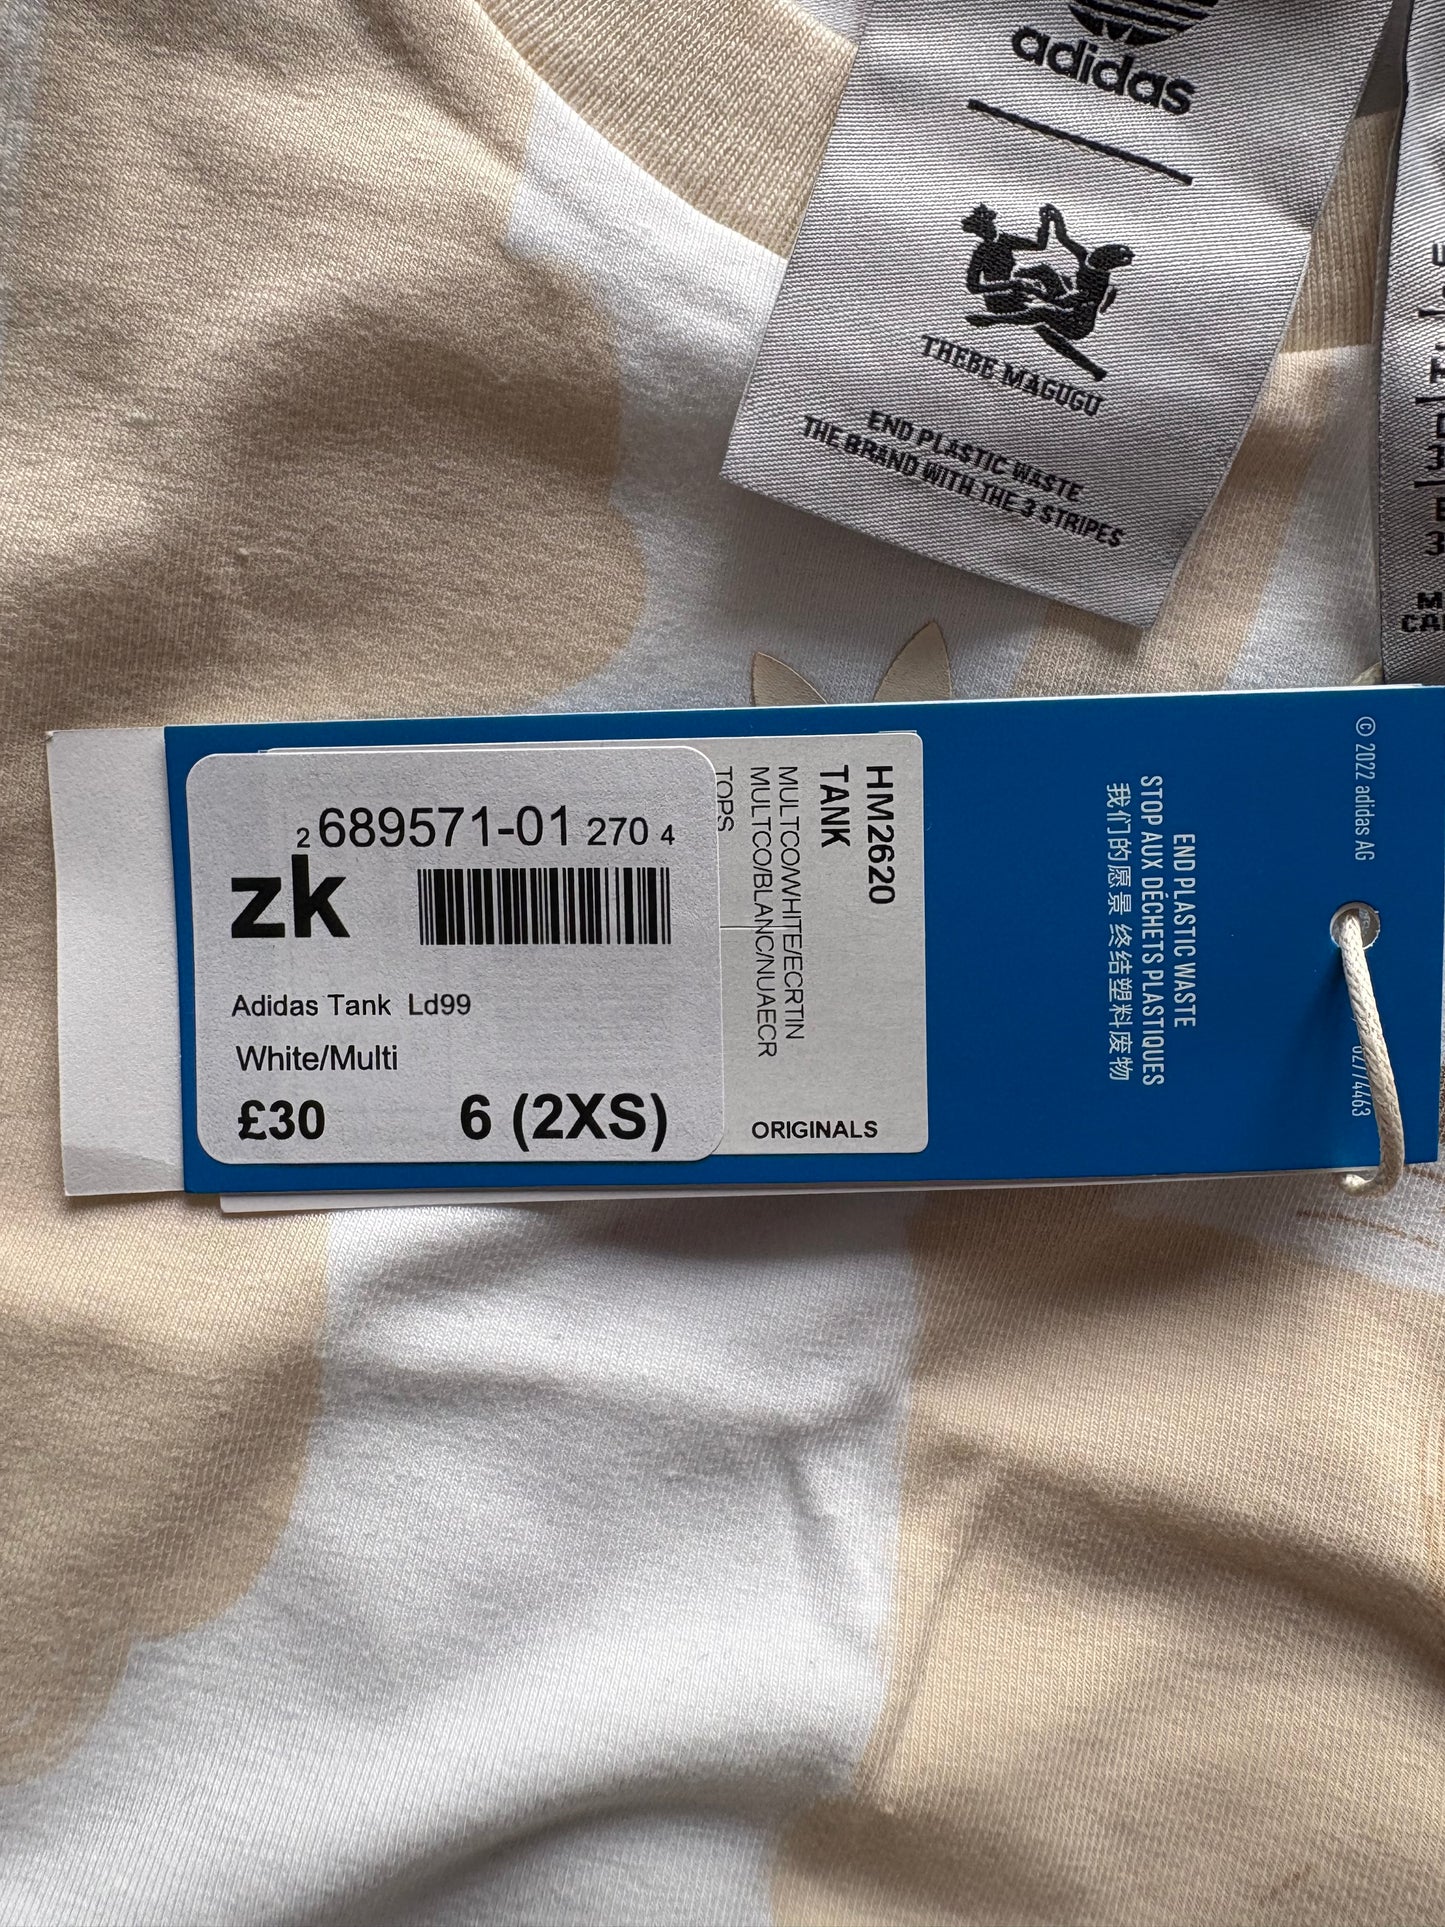 adidas
THEBE MAGUGU
END PLASTIC WASTE
THE BRAND WITH THE 3 STRIPES
2 689571-01 270 4
zk
Adidas Tank Ld99
White/Multi
£30 6 (2XS)
HM2620
TANK
MULTCO/WHITE/ECRTIN
MULTCO/BLANC/NUAECR
TOPS
ORIGINALS
END PLASTIC WASTE
STOP AUX DÉCHETS PLASTIQUES
我们的愿景 终结塑料废物
© 2022 adidas AG